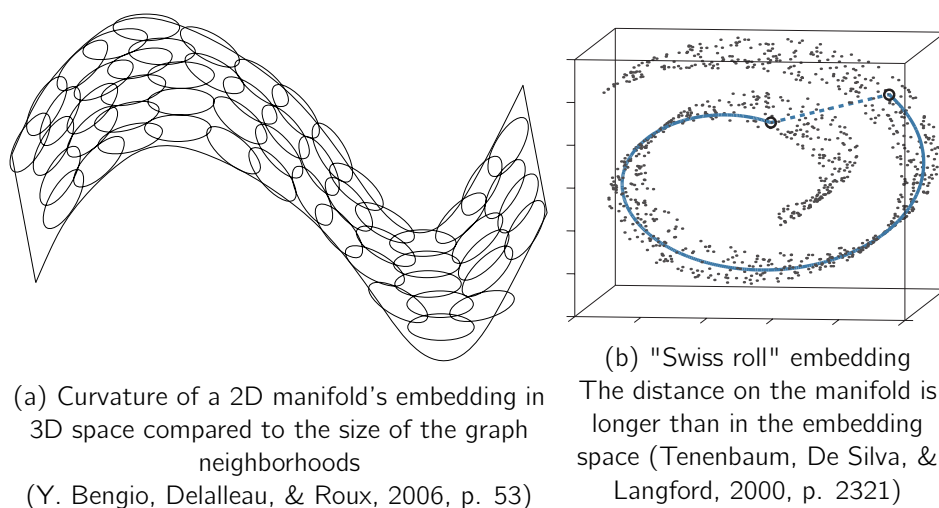 (a) Curvature of a 2D manifold's embedding in
3D space compared to the size of the graph
neighborhoods
(Y. Bengio, Delalleau, & Roux, 2006, p. 53)
(b) "Swiss roll" embedding
The distance on the manifold is
longer than in the embedding
space (Tenenbaum, De Silva, &
Langford, 2000, p. 2321)